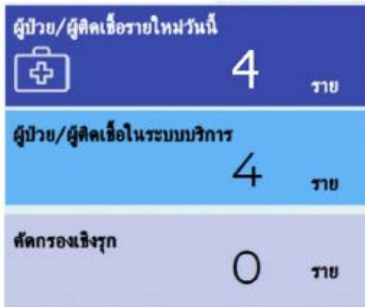 ผู้ป่วย/ผู้ติดเชื้อรายใหม่วันนี้
4 ราย
ผู้ป่วย/ผู้ติดเชื้อในระบบบริการ
4 ราย
คัดกรองเชิงรุก
0 ราย